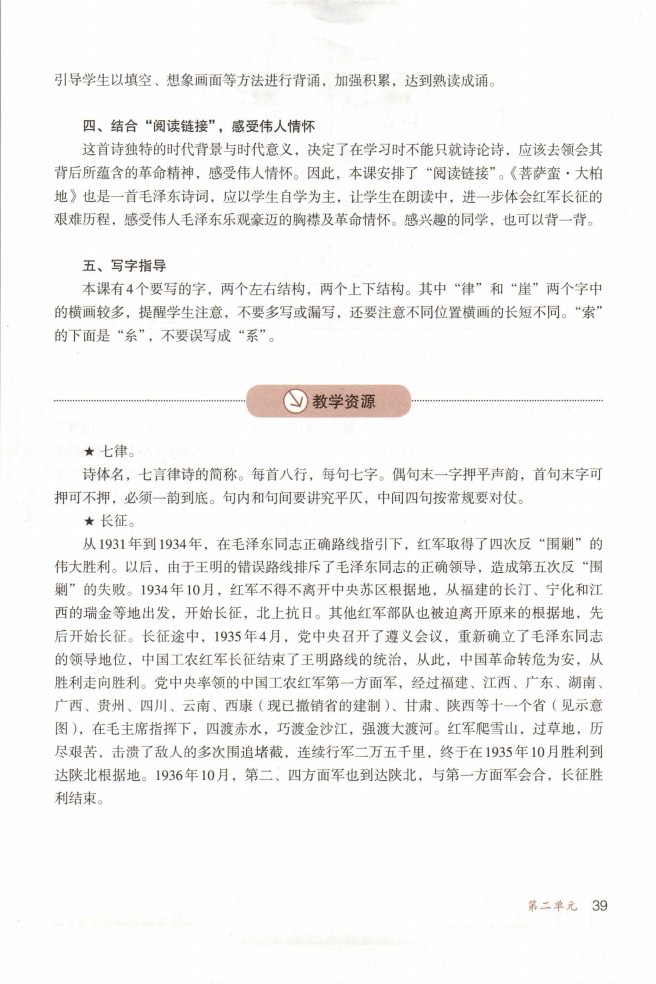 引导学生以填空、想象画面等方法进行背诵，加强积累，达到熟读成诵。
四、结合“阅读链接”，感受伟人情怀
这首诗独特的时代背景与时代意义，决定了在学习时不能只就诗论诗，应该去领会其
背后所蕴含的革命精神，感受伟人情怀。因此，本课安排了“阅读链接”。《菩萨蛮·大柏
地》也是一首毛泽东诗词，应以学生自学为主，让学生在朗读中，进一步体会红军长征的
艰难历程，感受伟人毛泽东乐观豪迈的胸襟及革命情怀。感兴趣的同学，也可以背一背。
五、写字指导
本课有4个要写的字，两个左右结构，两个上下结构。其中“律”和“崖”两个字中
的横画较多，提醒学生注意，不要多写或漏写，还要注意不同位置横画的长短不同。“索”
的下面是“糸”，不要误写成“系”。
教学资源
★ 七律。
诗体名，七言律诗的简称。每首八行，每句七字。偶句末一字押平声韵，首句末字可
押可不押，必须一韵到底。句内和句间要讲究平仄，中间四句按常规要对仗。
★ 长征。
从1931年到1934年，在毛泽东同志正确路线指引下，红军取得了四次反“围剿”的
伟大胜利。以后，由于王明的错误路线排斥了毛泽东同志的正确领导，造成第五次反“围
剿”的失败。1934年10月，红军不得不离开中央苏区根据地，从福建的长汀、宁化和江
西的瑞金等地出发，开始长征，北上抗日。其他红军部队也被迫离开原来的根据地，先
后开始长征。长征途中，1935年4月，党中央召开了遵义会议，重新确立了毛泽东同志
的领导地位，中国工农红军长征结束了王明路线的统治，从此，中国革命转危为安，从
胜利走向胜利。党中央率领的中国工农红军第一方面军，经过福建、江西、广东、湖南、
广西、贵州、四川、云南、西康（现已撤销省的建制）、甘肃、陕西等十一个省（见示意
图），在毛主席指挥下，四渡赤水，巧渡金沙江，强渡大渡河。红军爬雪山，过草地，历
尽艰苦，击溃了敌人的多次围追堵截，连续行军二万五千里，终于在1935年10月胜利到
达陕北根据地。1936年10月，第二、四方面军也到达陕北，与第一方面军会合，长征胜
利结束。
第二单元 39